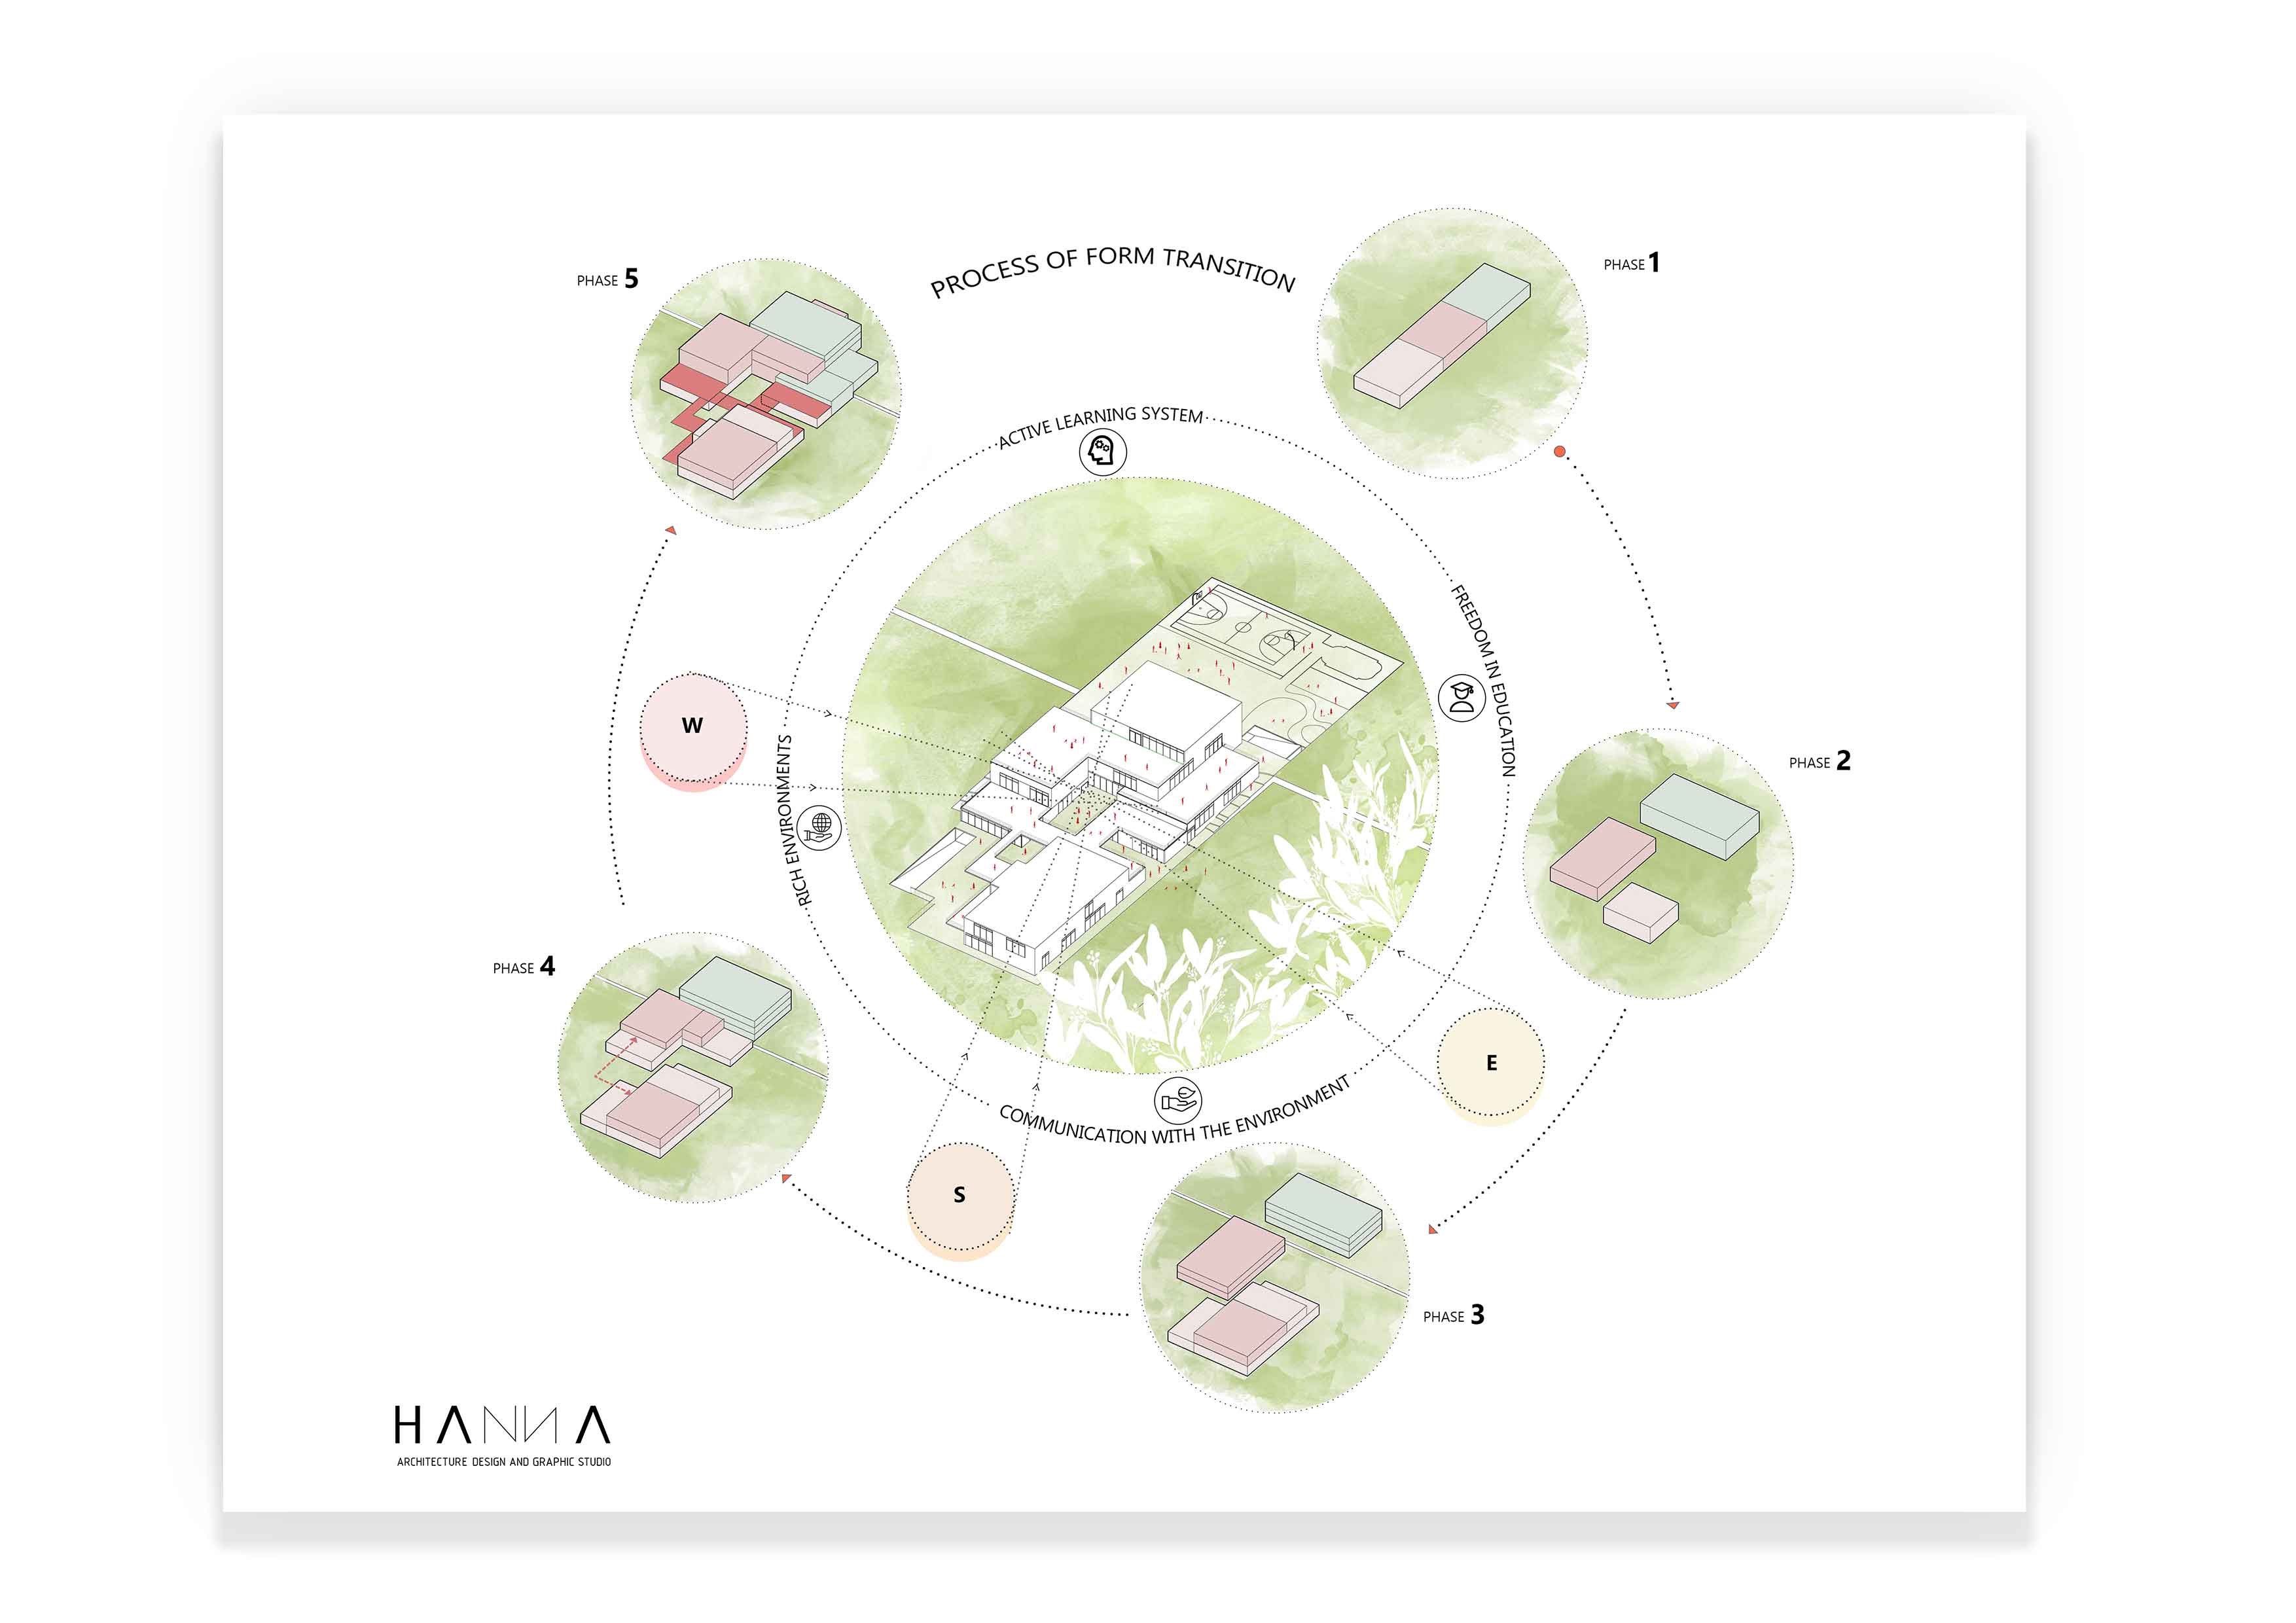 PROCESS OF FORM TRANSITION
PHASE 1
PHASE 5
ACTIVE LEARNING SYSTEM
FREEDOM IN EDUCATION
W
PHASE 2
RICH ENVIRONMENTS
PHASE 4
E
COMMUNICATION WITH THE ENVIRONMENT
S
PHASE 3
HANNA
ARCHITECTURE DESIGN AND GRAPHIC STUDIO